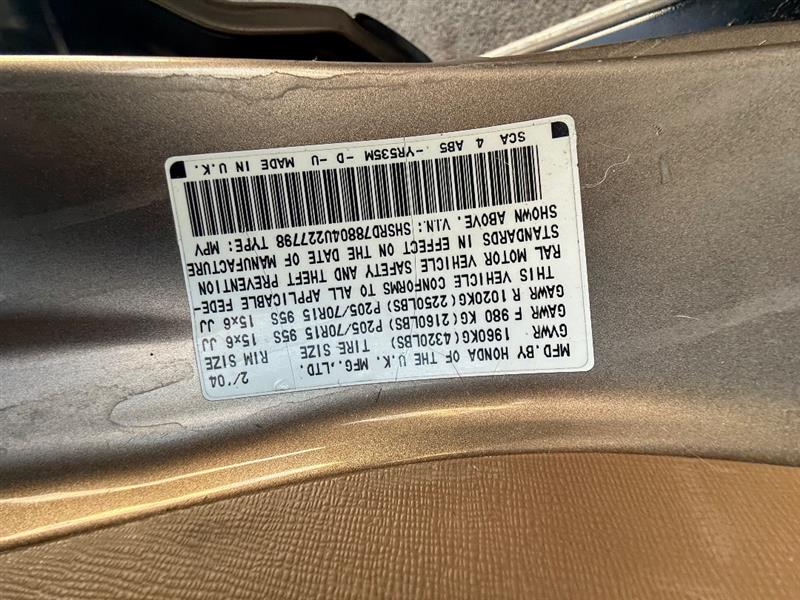 MFD.BY HONDA OF THE U.K. MFG.,LTD. 2/'04
GVWR 1960KG(4320LBS) TIRE SIZE RIM SIZE
GAWR F 980 KG(2160LBS) P205/70R15 95S 15x6 JJ
GAWR R 1020KG(2250LBS) P205/70R15 95S 15x6 JJ
THIS VEHICLE CONFORMS TO ALL APPLICABLE FEDE-
RAL MOTOR VEHICLE SAFETY AND THEFT PREVENTION
STANDARDS IN EFFECT ON THE DATE OF MANUFACTURE
SHOWN ABOVE. V.I.N.: SHSRD78804U227798 TYPE: MPV
SCA 4 AB5 -YR535M -D -U MADE IN U.K.